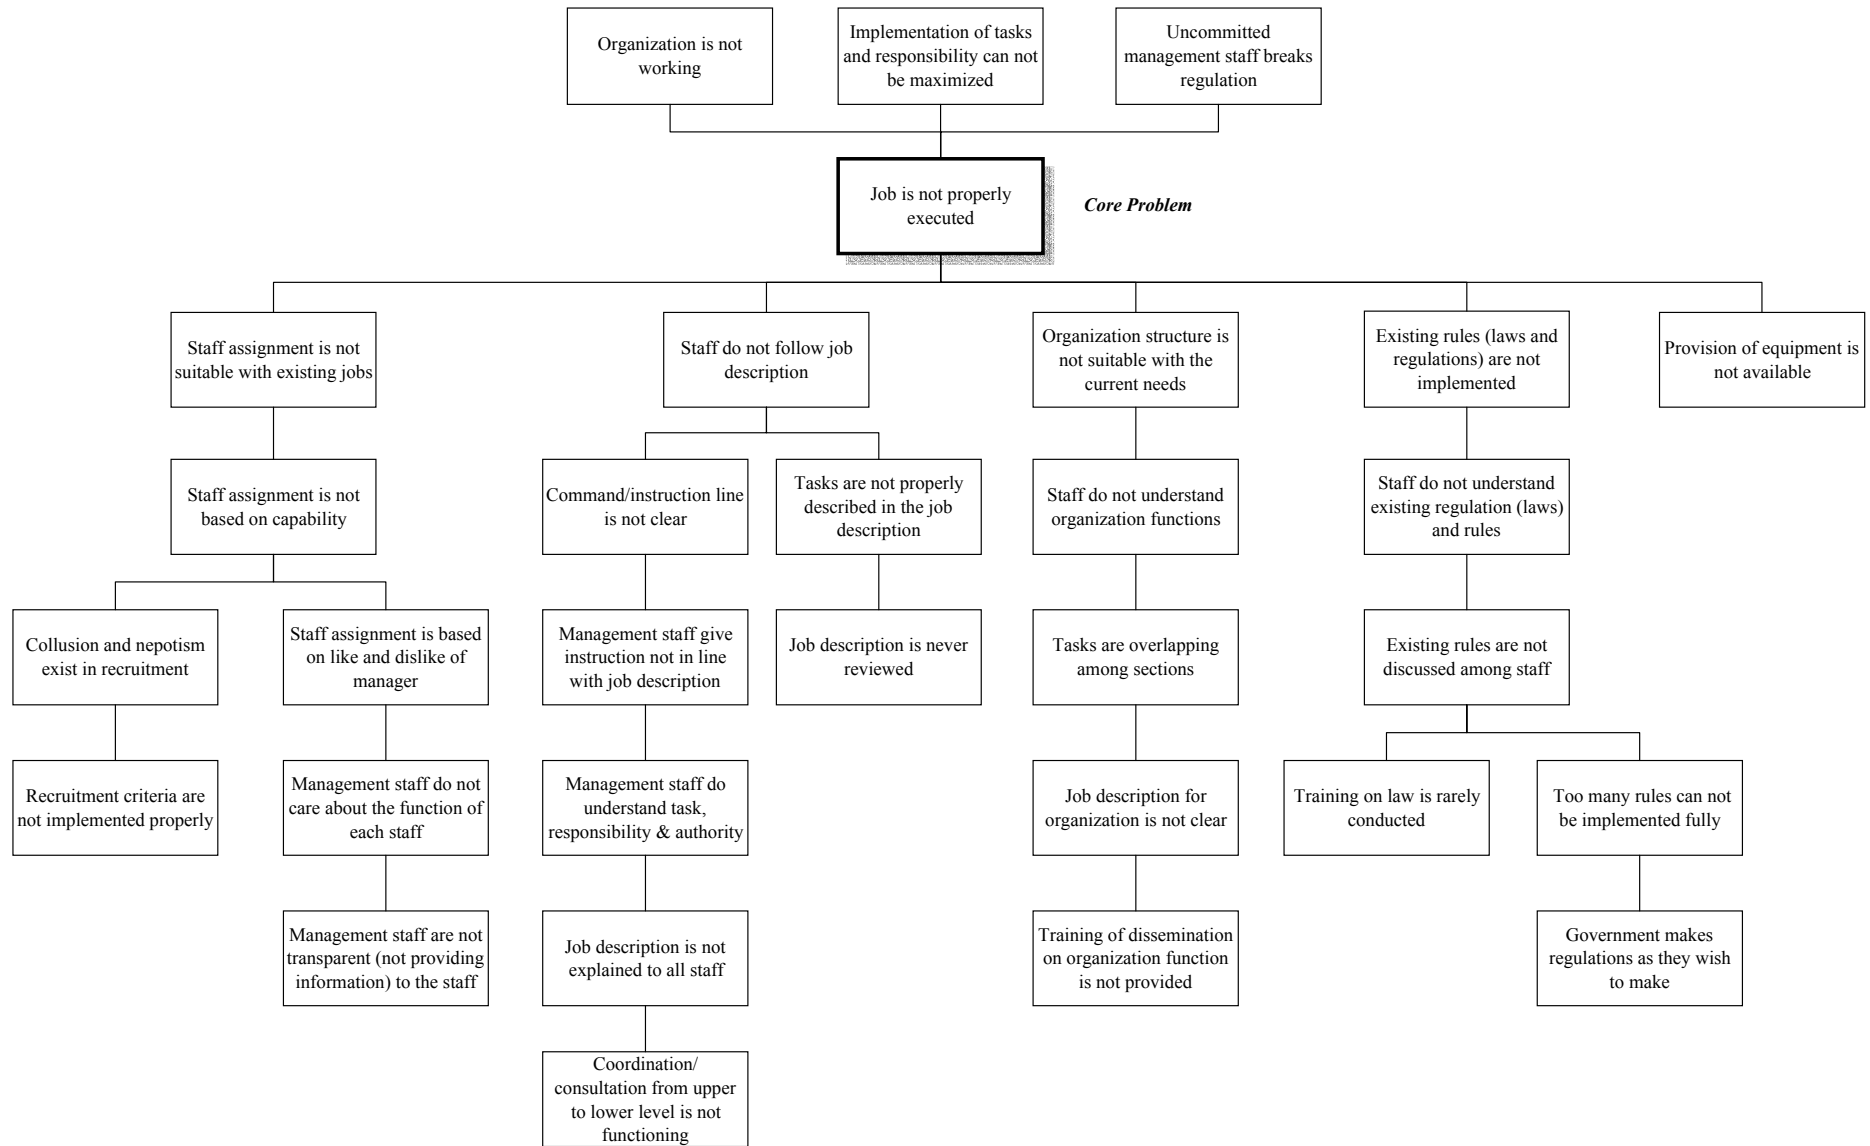 Organization is not
working
Implementation of tasks
and responsibility can not
be maximized
Uncommitted
management staff breaks
regulation
Job is not properly
executed
Core Problem
Staff assignment is not
suitable with existing jobs
Staff do not follow job
description
Organization structure is
not suitable with the
current needs
Existing rules (laws and
regulations) are not
implemented
Provision of equipment is
not available
Staff assignment is not
based on capability
Command/instruction line
is not clear
Tasks are not properly
described in the job
description
Staff do not understand
organization functions
Staff do not understand
existing regulation (laws)
and rules
Collusion and nepotism
exist in recruitment
Staff assignment is based
on like and dislike of
manager
Management staff give
instruction not in line
with job description
Job description is never
reviewed
Tasks are overlapping
among sections
Existing rules are not
discussed among staff
Recruitment criteria are
not implemented properly
Management staff do not
care about the function of
each staff
Management staff do
understand task,
responsibility & authority
Job description for
organization is not clear
Training on law is rarely
conducted
Too many rules can not
be implemented fully
Management staff are not
transparent (not providing
information) to the staff
Job description is not
explained to all staff
Training of dissemination
on organization function
is not provided
Government makes
regulations as they wish
to make
Coordination/
consultation from upper
to lower level is not
functioning